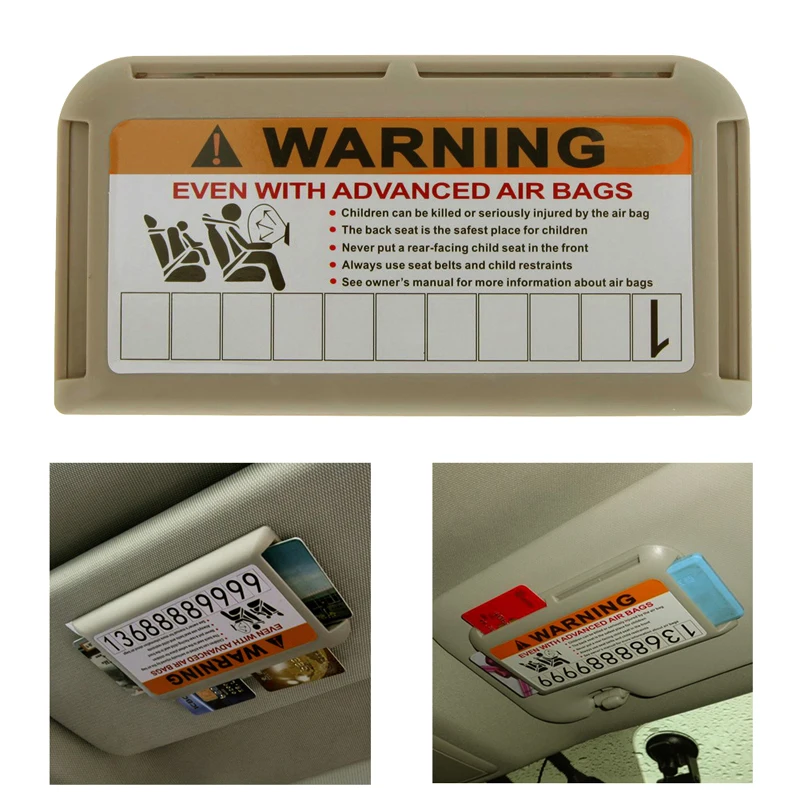 ! WARNING
EVEN WITH ADVANCED AIR BAGS
• Children can be killed or seriously injured by the air bag
• The back seat is the safest place for children
• Never put a rear-facing child seat in the front
• Always use seat belts and child restraints
• See owner's manual for more information about air bags
1
13688889999
EVEN WITH ADVANCED AIR BAGS
WARNING
WARNING
EVEN WITH ADVANCED AIR BAGS
13688889999